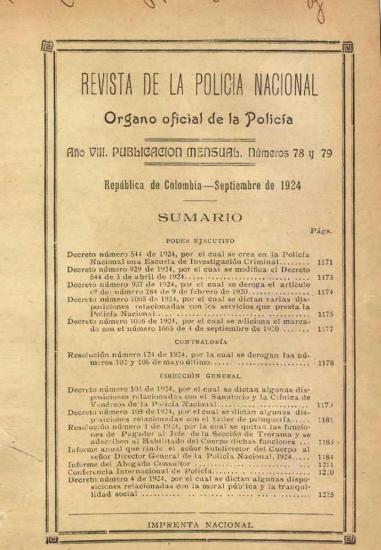 REVISTA DE LA POLICIA NACIONAL
Organo oficial de la Policía
Año VIII. PUBLICACION MENSUAL. Números 78 y 79
República de Colombia—Septiembre de 1924
SUMARIO
Págs.
PODER EJECUTIVO
Decreto número 544 de 1924, por el cual se crea en la Policía
Nacional una Escuela de Investigación Criminal........ 1171
Decreto número 929 de 1924, por el cual se modifica el Decreto
544 de 3 de abril de 1924.............................. 1173
Decreto número 937 de 1924, por el cual se deroga el artículo
6º del número 284 de 9 de febrero de 1920.............. 1174
Decreto número 1065 de 1924, por el cual se dictan varias dis-
posiciones relacionadas con los servicios que presta la
Policía Nacional....................................... 1175
Decreto número 1066 de 1924, por el cual se adiciona el marca-
do con el número 1665 de 4 de septiembre de 1920....... 1177
CONTRALORÍA
Resolución número 124 de 1924, por la cual se derogan las nú-
meros 102 y 106 de mayo último......................... 1178
DIRECCIÓN GENERAL
Decreto número 103 de 1924, por el cual se dictan algunas dis-
posiciones relacionadas con el Sanatorio y la Clínica de
Venéreos de la Policía Nacional........................ 1179
Decreto número 108 de 1924, por el cual se dictan algunas dis-
posiciones relacionadas con el taller de peluquería.... 1181
Resolución número 1 de 1924, por la cual se quitan las funcio-
nes de Pagador al Jefe de la Sección de Teorama y se
adscriben al Habilitado del Cuerpo dichas funciones.... 1183
Informe anual que rinde el señor Subdirector del Cuerpo al
señor Director General de la Policía Nacional, 1924.... 1184
Informe del Abogado Consultor..........................
Conferencia Internacional de Policía................... 1220
Decreto número 4 de 1924, por el cual se dictan algunas dispo-
siciones relacionadas con la moral pública y la tranqui-
lidad social........................................... 1225
IMPRENTA NACIONAL